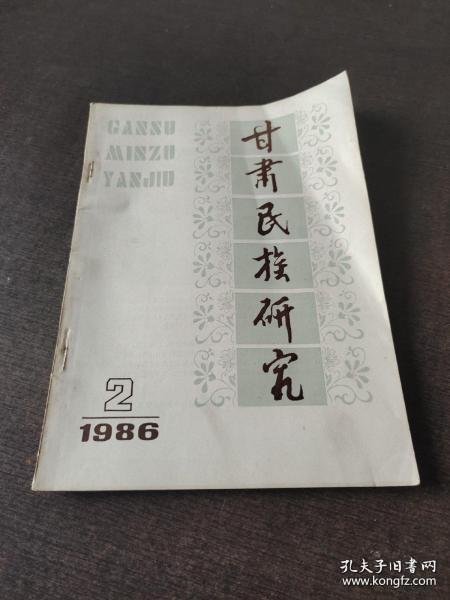 GANSU
MINZU
YANJIU
甘肃民族研究
2
1986
孔夫子旧书网
www.kongfz.com